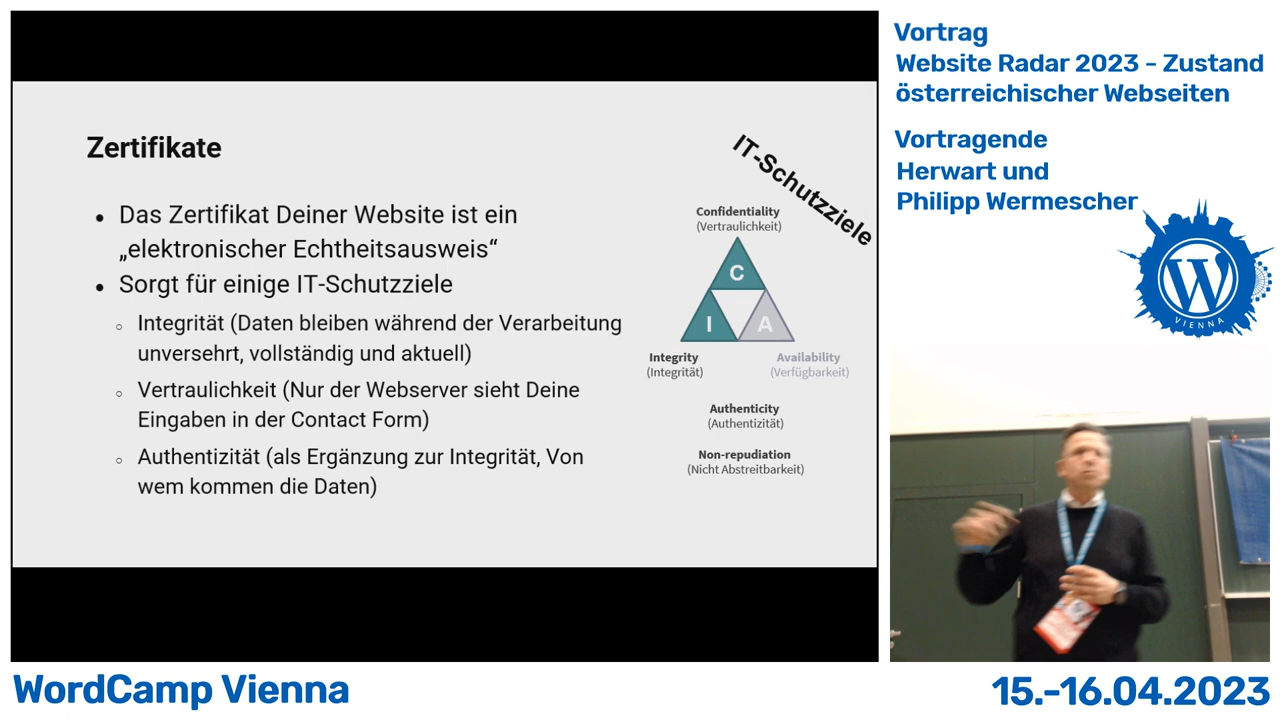 Zertifikate
• Das Zertifikat Deiner Website ist ein
„elektronischer Echtheitsausweis“
• Sorgt für einige IT-Schutzziele
○ Integrität (Daten bleiben während der Verarbeitung
unversehrt, vollständig und aktuell)
○ Vertraulichkeit (Nur der Webserver sieht Deine
Eingaben in der Contact Form)
○ Authentizität (als Ergänzung zur Integrität, Von
wem kommen die Daten)
IT-Schutzziele
Confidentiality
(Vertraulichkeit)
C
I A
Integrity
(Integrität)
Availability
(Verfügbarkeit)
Authenticity
(Authentizität)
Non-repudiation
(Nicht Abstreitbarkeit)
Vortrag
Website Radar 2023 - Zustand
österreichischer Webseiten
Vortragende
Herwart und
Philipp Wermescher
W
VIENNA
WordCamp Vienna
15.-16.04.2023